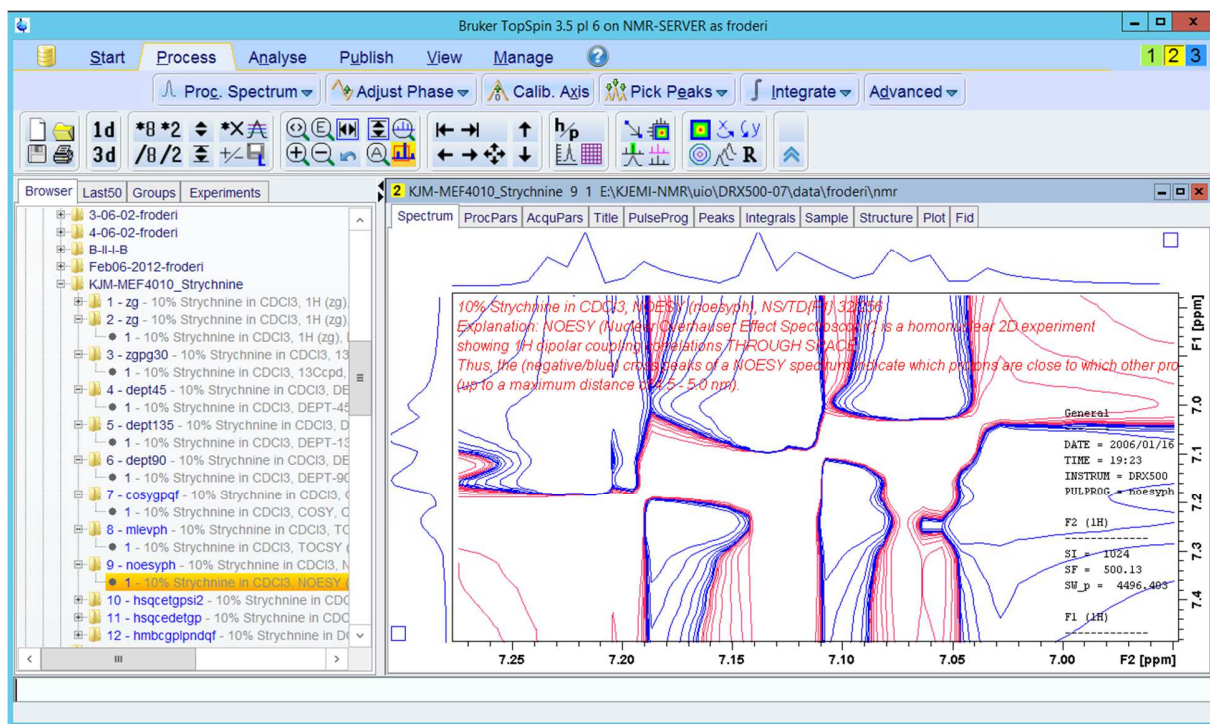 Bruker TopSpin 3.5 pl 6 on NMR-SERVER as froderi
Start Process Analyse Publish View Manage ? 1 2 3
Proc. Spectrum Adjust Phase Calib. Axis Pick Peaks Integrate Advanced
1d *8 *2 *X h/p
3d /8 /2 +/- R
Browser Last50 Groups Experiments
3-06-02-froderi
4-06-02-froderi
B-II-I-B
Feb06-2012-froderi
KJM-MEF4010_Strychnine
1 - zg - 10% Strychnine in CDCl3, 1H (zg),
2 - zg - 10% Strychnine in CDCl3, 1H (zg)
1 - 10% Strychnine in CDCl3, 1H (zg),
3 - zgpg30 - 10% Strychnine in CDCl3, 13
1 - 10% Strychnine in CDCl3, 13Ccpd,
4 - dept45 - 10% Strychnine in CDCl3, DE
1 - 10% Strychnine in CDCl3, DEPT-45
5 - dept135 - 10% Strychnine in CDCl3, D
1 - 10% Strychnine in CDCl3, DEPT-13
6 - dept90 - 10% Strychnine in CDCl3, DE
1 - 10% Strychnine in CDCl3, DEPT-90
7 - cosygpqf - 10% Strychnine in CDCl3,
1 - 10% Strychnine in CDCl3, COSY, C
8 - mlevph - 10% Strychnine in CDCl3, TO
1 - 10% Strychnine in CDCl3, TOCSY (
9 - noesyph - 10% Strychnine in CDCl3, N
1 - 10% Strychnine in CDCl3, NOESY (
10 - hsqcetgpsi2 - 10% Strychnine in CDC
11 - hsqcedetgp - 10% Strychnine in CDC
12 - hmbcgplpndqf - 10% Strychnine in D
2 KJM-MEF4010_Strychnine 9 1 E:\KJEMI-NMR\uio\DRX500-07\data\froderi\nmr
Spectrum ProcPars AcquPars Title PulseProg Peaks Integrals Sample Structure Plot Fid
10% Strychnine in CDCl3, NOESY (noesyph), NS/TD{F1} 32/256
Explanation: NOESY (Nuclear Overhauser Effect Spectroscopy) is a homonuclear 2D experiment
showing 1H dipolar coupling correlations THROUGH SPACE.
Thus, the (negative/blue) cross peaks of a NOESY spectrum indicate which protons are close to which other pro
(up to a maximum distance of 4.5 - 5.0 nm).
General
DATE = 2006/01/16
TIME = 19:23
INSTRUM = DRX500
PULPROG = noesyph
F2 (1H)
SI = 1024
SF = 500.13
SW_p = 4496.403
F1 (1H)
F1 [ppm]
7.0
7.1
7.2
7.3
7.4
7.25 7.20 7.15 7.10 7.05 7.00 F2 [ppm]